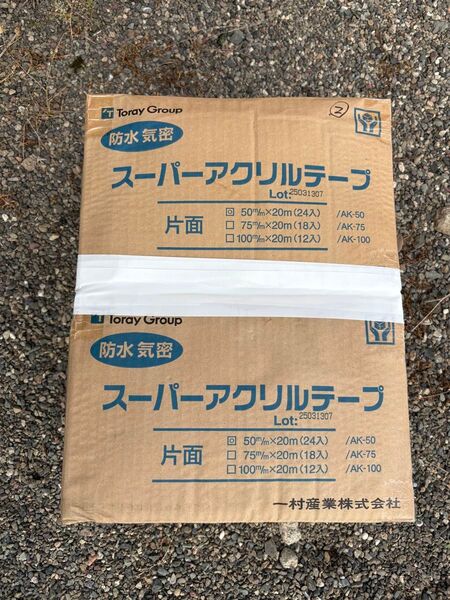 Toray Group
②
防水 気密
スーパーアクリルテープ
Lot: 25031307
片面
☑ 50m/m×20m(24入) /AK-50
□ 75m/m×20m(18入) /AK-75
□ 100m/m×20m(12入) /AK-100
Toray Group
防水 気密
スーパーアクリルテープ
Lot: 25031307
片面
☑ 50m/m×20m(24入) /AK-50
□ 75m/m×20m(18入) /AK-75
□ 100m/m×20m(12入) /AK-100
一村産業株式会社